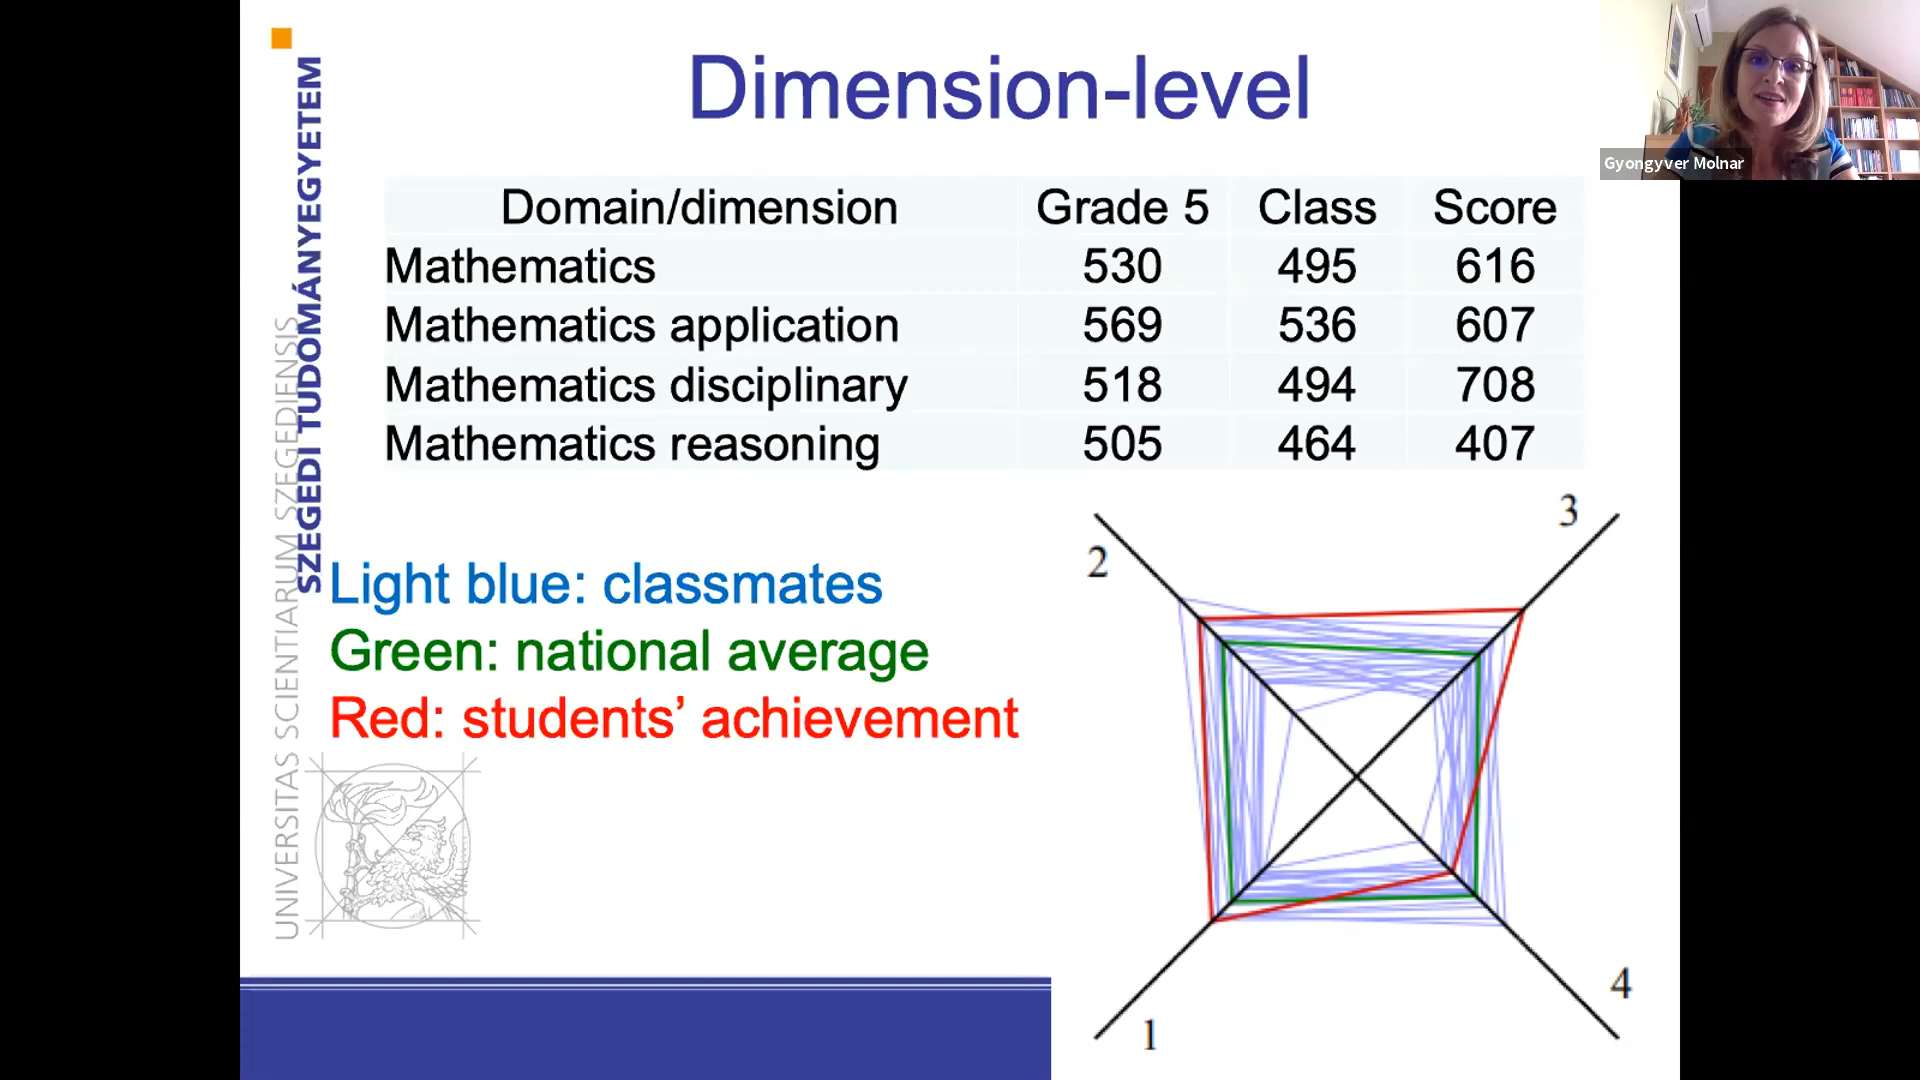 Dimension-level
Gyongyver Molnar
SZEGEDI TUDOMÁNYEGYETEM
UNIVERSITAS SCIENTIARUM SZEGEDIENSIS
Domain/dimension Grade 5 Class Score
Mathematics 530 495 616
Mathematics application 569 536 607
Mathematics disciplinary 518 494 708
Mathematics reasoning 505 464 407
Light blue: classmates
Green: national average
Red: students’ achievement
3
2
4
1